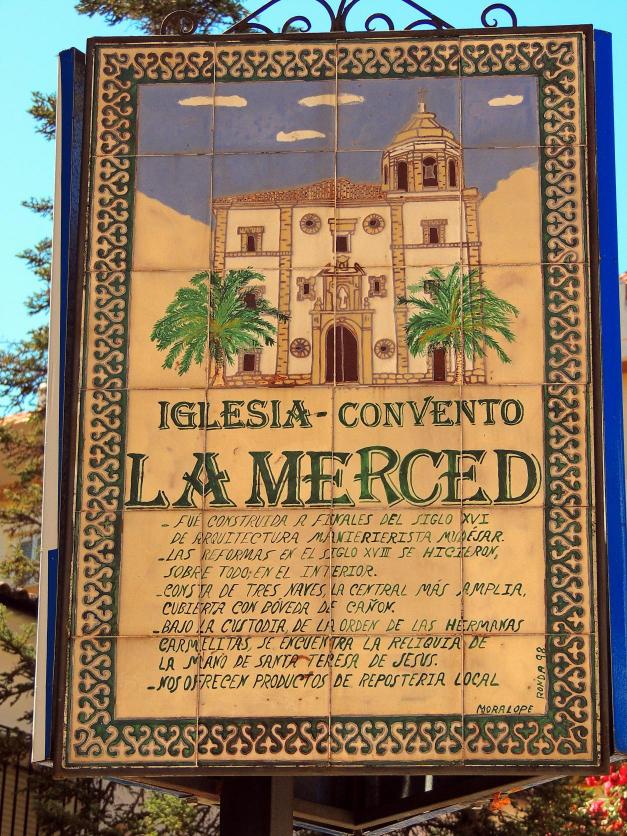 IGLESIA - CONVENTO
LA MERCED
- FUE CONSTRUIDA A FINALES DEL SIGLO XVI
DE ARQUITECTURA MANIERIERISTA MUDÉJAR.
- LAS REFORMAS EN EL SIGLO XVIII SE HICIERON,
SOBRE TODO, EN EL INTERIOR.
- CONSTA DE TRES NAVES, LA CENTRAL MÁS AMPLIA,
CUBIERTA CON BÓVEDA DE CAÑON.
- BAJO LA CUSTODIA DE LA ORDEN DE LAS HERMANAS
CARMELITAS, SE ENCUENTRA LA RELIQUIA DE
LA MANO DE SANTA TERESA DE JESUS.
- NOS OFRECEN PRODUCTOS DE REPOSTERIA LOCAL
RONDA 98
MORALOPE